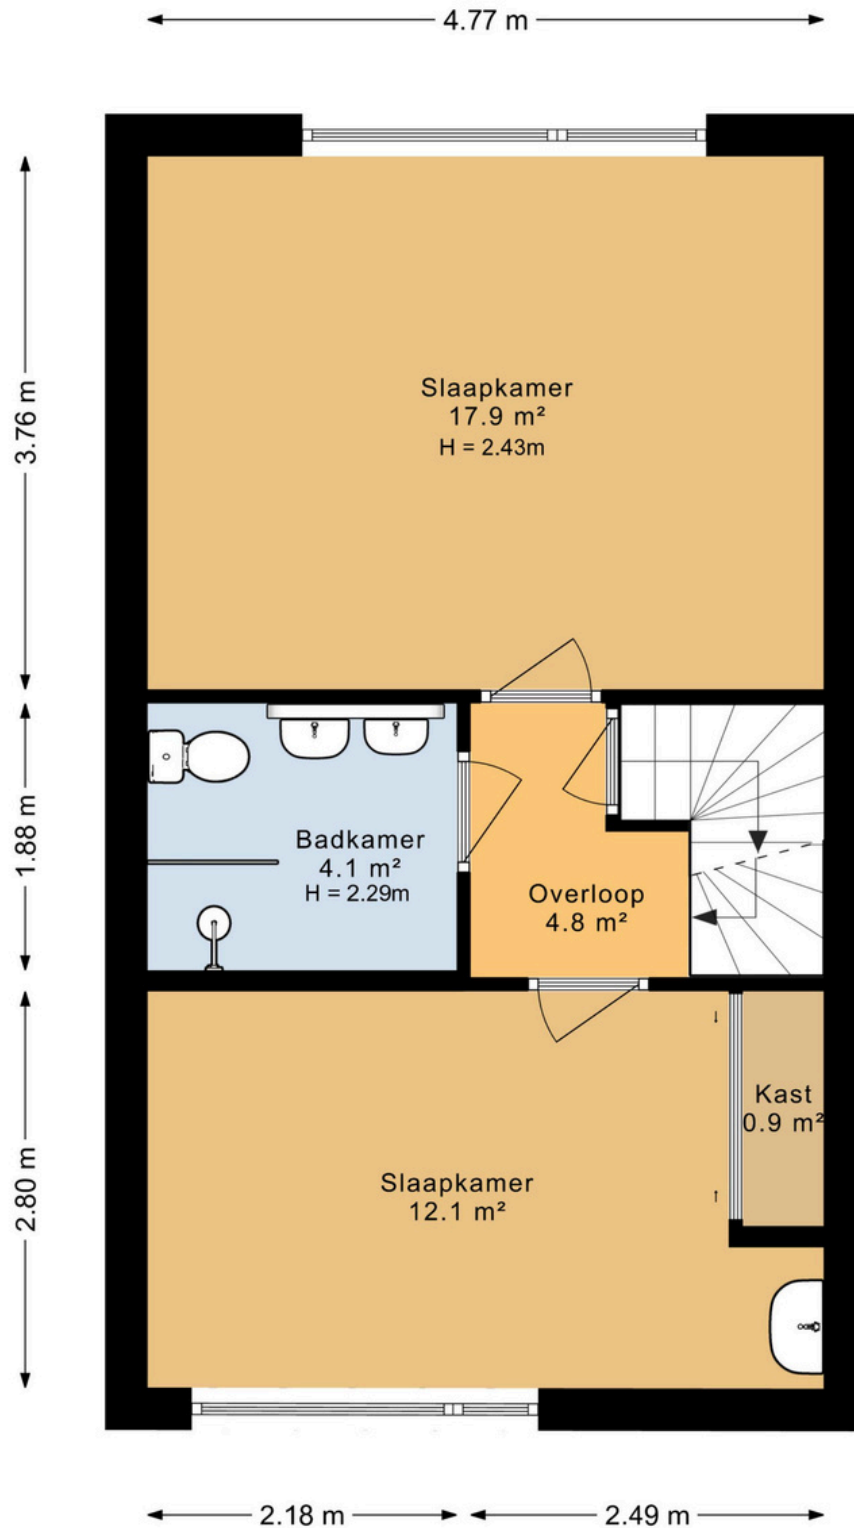 4.77 m
3.76 m
Slaapkamer
17.9 m²
H = 2.43m
1.88 m
Badkamer
4.1 m²
H = 2.29m
Overloop
4.8 m²
2.80 m
Kast
0.9 m²
Slaapkamer
12.1 m²
2.18 m
2.49 m